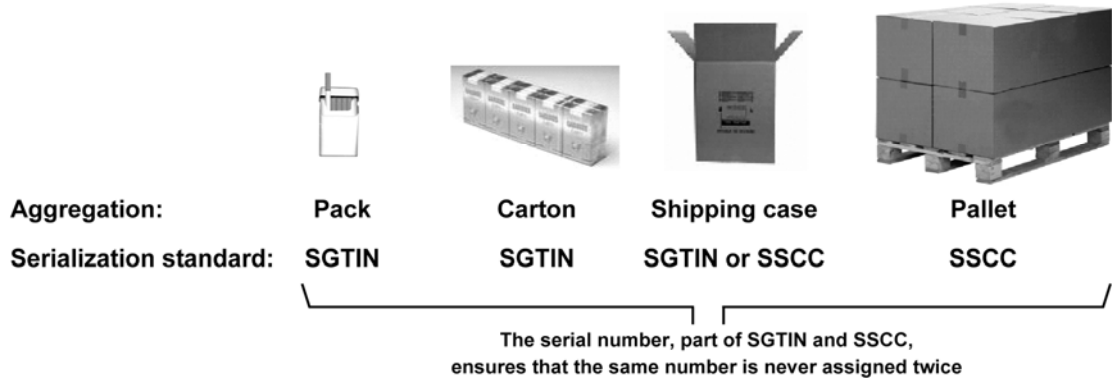 Aggregation: Pack Carton Shipping case Pallet
Serialization standard: SGTIN SGTIN SGTIN or SSCC SSCC
The serial number, part of SGTIN and SSCC,
ensures that the same number is never assigned twice